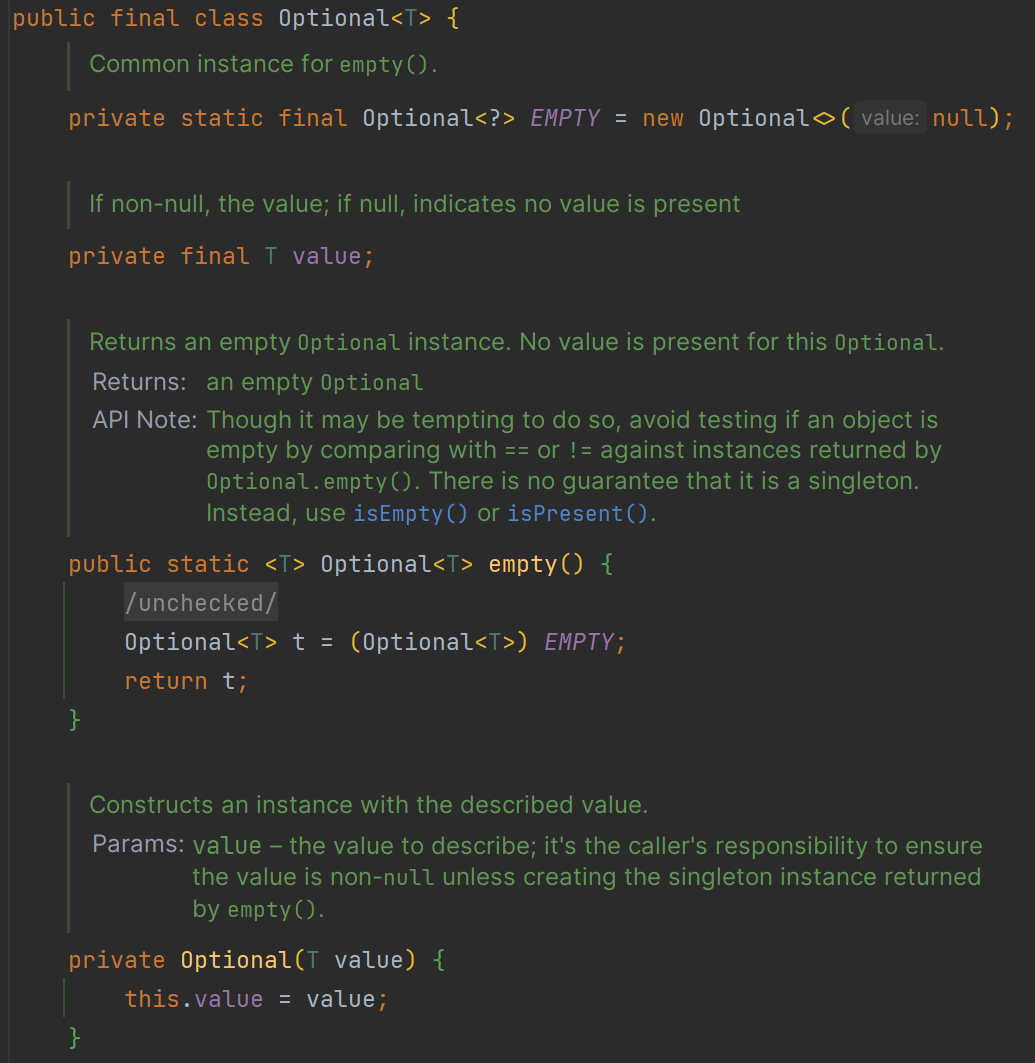 public final class Optional<T> {
Common instance for empty().
private static final Optional<?> EMPTY = new Optional<>( value: null);
If non-null, the value; if null, indicates no value is present
private final T value;
Returns an empty Optional instance. No value is present for this Optional.
Returns: an empty Optional
API Note: Though it may be tempting to do so, avoid testing if an object is
empty by comparing with == or != against instances returned by
Optional.empty(). There is no guarantee that it is a singleton.
Instead, use isEmpty() or isPresent().
public static <T> Optional<T> empty() {
/unchecked/
Optional<T> t = (Optional<T>) EMPTY;
return t;
}
Constructs an instance with the described value.
Params: value – the value to describe; it's the caller's responsibility to ensure
the value is non-null unless creating the singleton instance returned
by empty().
private Optional(T value) {
this.value = value;
}